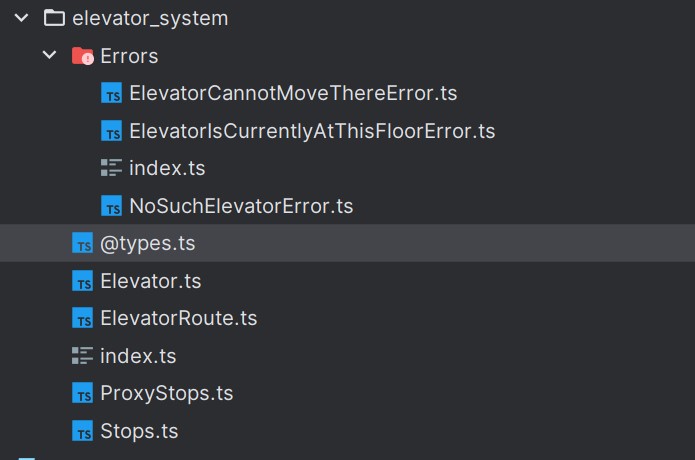 elevator_system
Errors
TS ElevatorCannotMoveThereError.ts
TS ElevatorIsCurrentlyAtThisFloorError.ts
index.ts
TS NoSuchElevatorError.ts
TS @types.ts
TS Elevator.ts
TS ElevatorRoute.ts
index.ts
TS ProxyStops.ts
TS Stops.ts